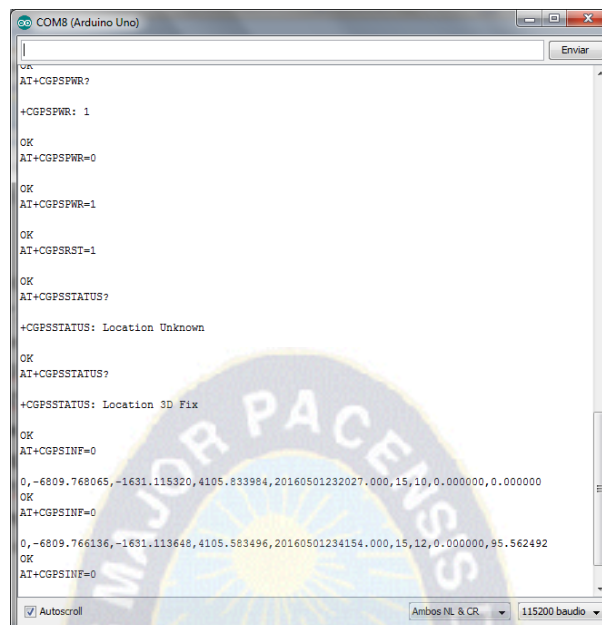 COM8 (Arduino Uno)
Enviar
OK
AT+CGPSPWR?
+CGPSPWR: 1
OK
AT+CGPSPWR=0
OK
AT+CGPSPWR=1
OK
AT+CGPSRST=1
OK
AT+CGPSSTATUS?
+CGPSSTATUS: Location Unknown
OK
AT+CGPSSTATUS?
+CGPSSTATUS: Location 3D Fix
OK
AT+CGPSINF=0
0,-6809.768065,-1631.115320,4105.833984,20160501232027.000,15,10,0.000000,0.000000
OK
AT+CGPSINF=0
0,-6809.766136,-1631.113648,4105.583496,20160501234154.000,15,12,0.000000,95.562492
OK
AT+CGPSINF=0
MAJOR PACENSIS
Autoscroll
Ambos NL & CR
115200 baudio